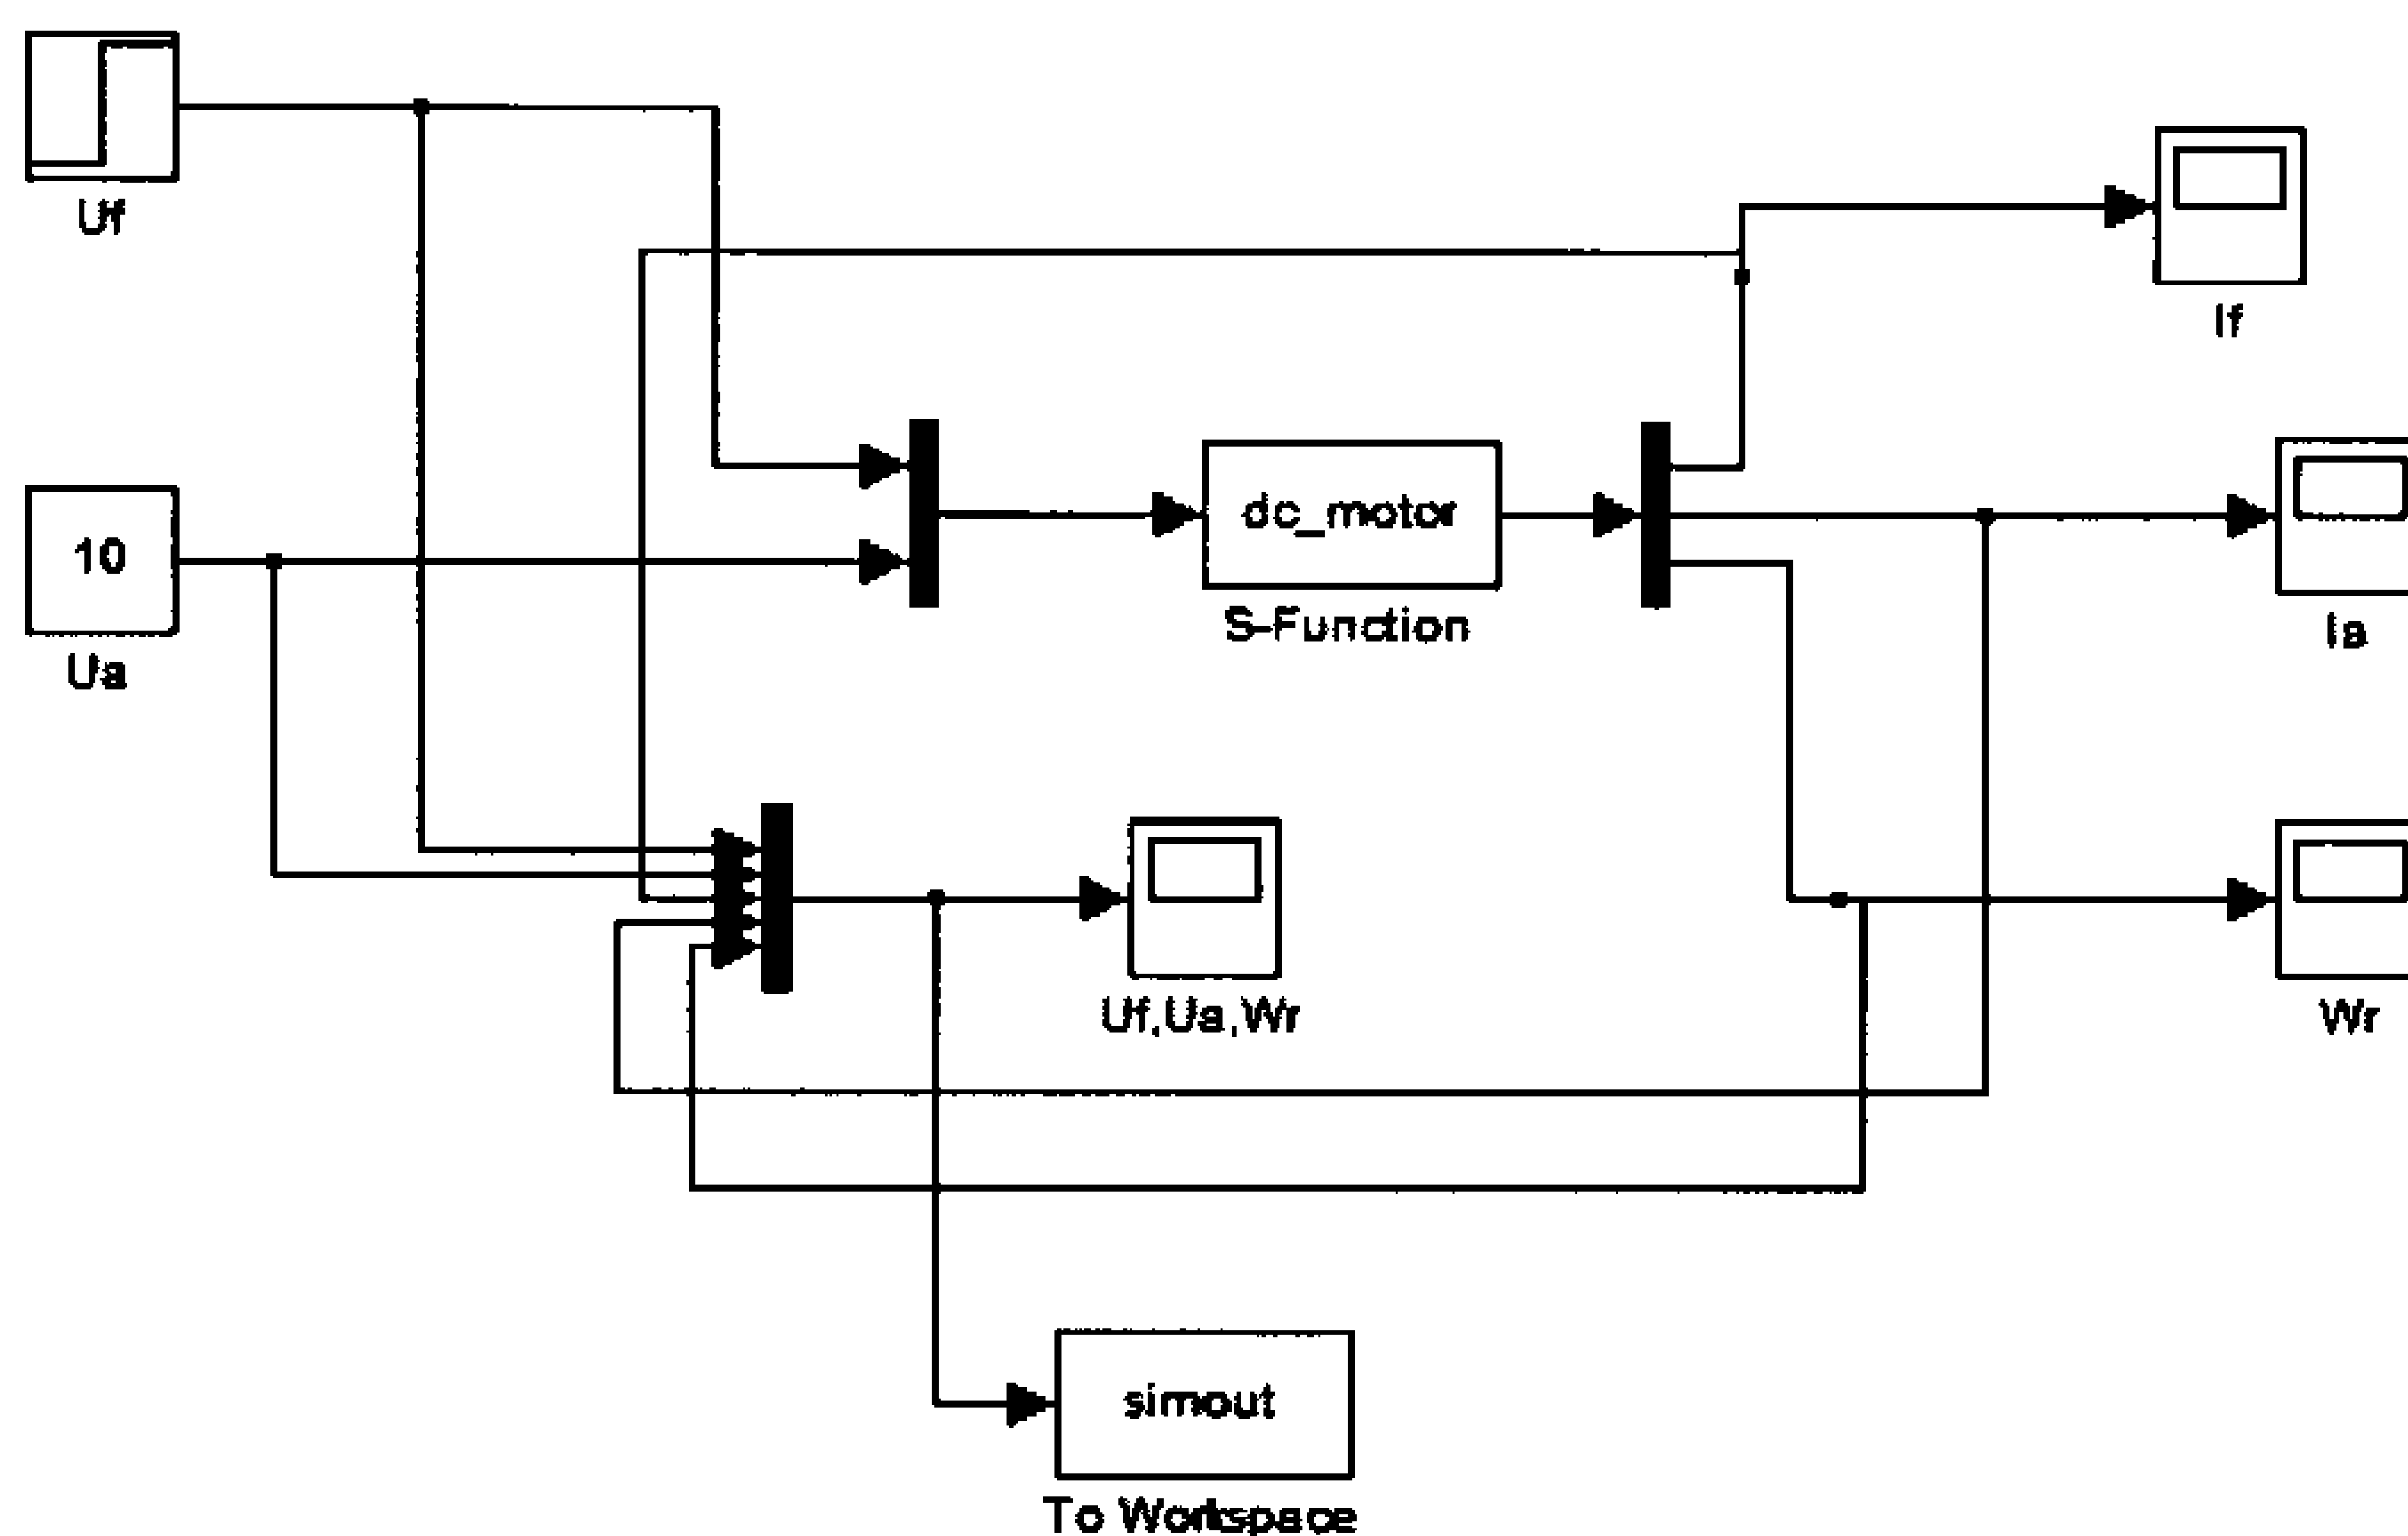 Uf
If
10
Ua
dc_motor
S-Function
Ia
Uf,Ua,Wr
Wr
simout
To Workspace